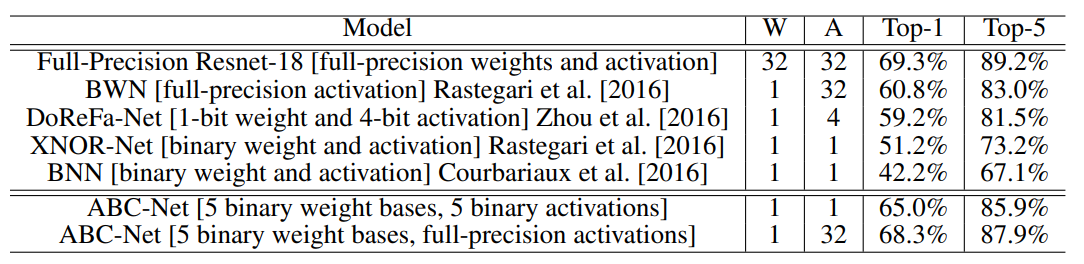 Model W A Top-1 Top-5
Full-Precision Resnet-18 [full-precision weights and activation] 32 32 69.3% 89.2%
BWN [full-precision activation] Rastegari et al. [2016] 1 32 60.8% 83.0%
DoReFa-Net [1-bit weight and 4-bit activation] Zhou et al. [2016] 1 4 59.2% 81.5%
XNOR-Net [binary weight and activation] Rastegari et al. [2016] 1 1 51.2% 73.2%
BNN [binary weight and activation] Courbariaux et al. [2016] 1 1 42.2% 67.1%
ABC-Net [5 binary weight bases, 5 binary activations] 1 1 65.0% 85.9%
ABC-Net [5 binary weight bases, full-precision activations] 1 32 68.3% 87.9%